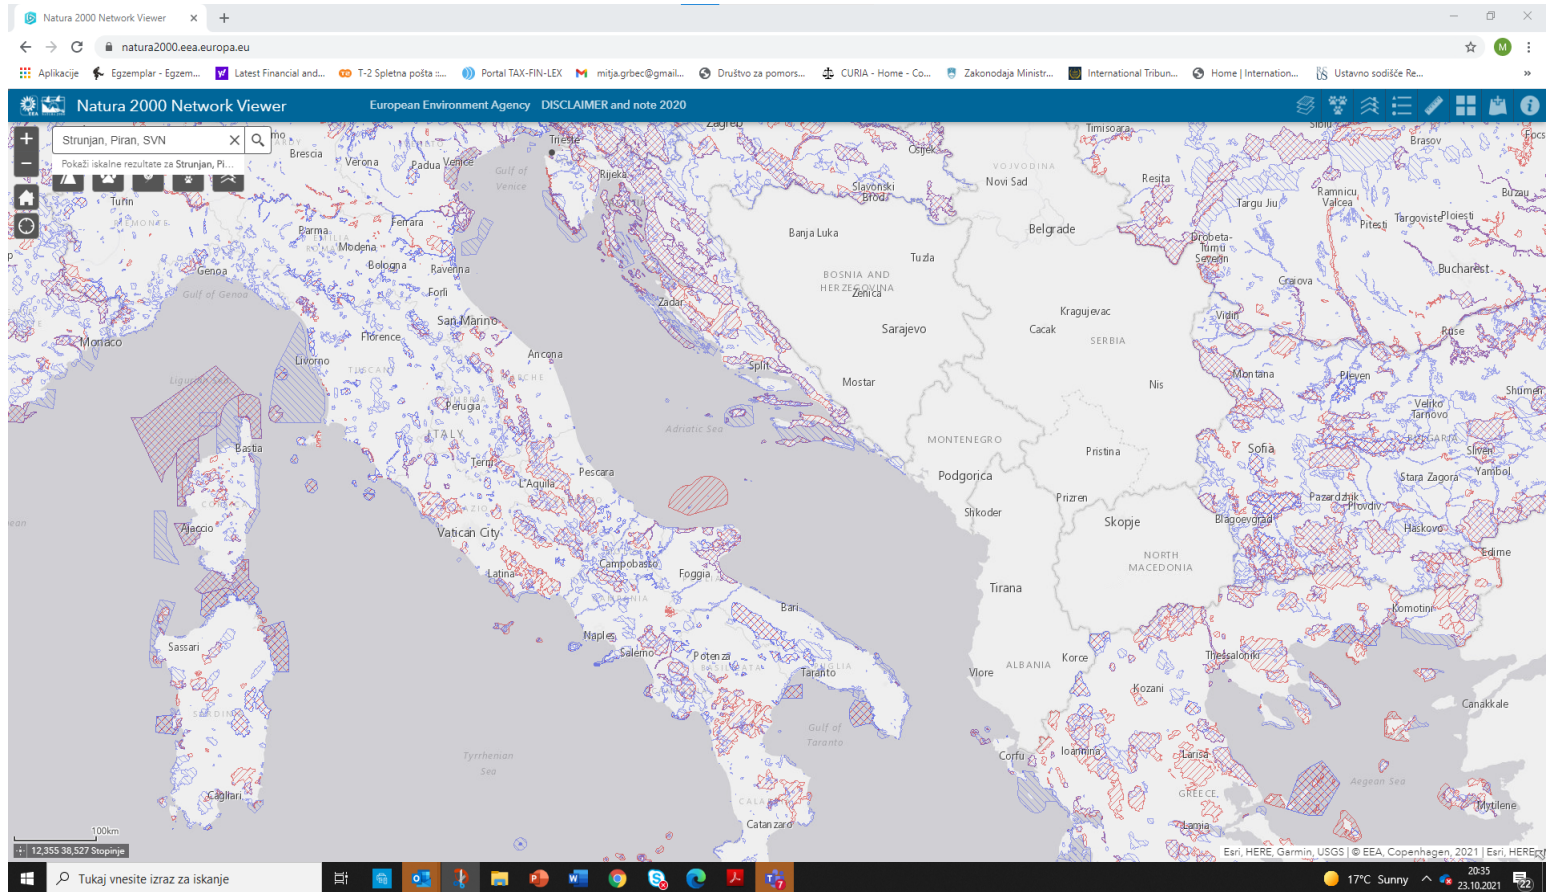 Natura 2000 Network Viewer
natura2000.eea.europa.eu
M
Aplikacije
Egzemplar - Egzem...
Latest Financial and...
T-2 Spletna pošta ::...
Portal TAX-FIN-LEX
mitja.grbec@gmail...
Društvo za pomors...
CURIA - Home - Co...
Zakonodaja Ministr...
International Tribun...
Home | Internation...
Ustavno sodišče Re...
Natura 2000 Network Viewer
European Environment Agency DISCLAIMER and note 2020
Strunjan, Piran, SVN
Pokaži iskalne rezultate za Strunjan, Pi...
Brescia
Verona
Padua
Venice
Trieste
Rijeka
Zagreb
Osjek
Timisoara
Sibiu
Brasov
Focs
Gulf of
Venice
VOJVODINA
Novi Sad
Slavonski
Brod
Resita
Ramnicu
Valcea
Targu Jiu
Buzau
Turin
PIEMONTE
Parma
Ferrara
Modena
Banja Luka
Belgrade
Pitesti
Targoviste
Ploiesti
Drobeta-
Turnu
Severin
Genoa
Bologna
Ravenna
Tuzla
Bucharest
Gulf of Genoa
Forli
BOSNIA AND
HERZEGOVINA
Zenica
Craiova
Zadar
San Marino
Kragujevac
Vidin
Monaco
Florence
Sarajevo
Cacak
SERBIA
Ruse
Livorno
Ancona
Split
Mostar
Nis
Montana
Pleven
Shumen
Perugia
Veliko
Tarnovo
ITALY
Adriatic Sea
Bastia
MONTENEGRO
Pristina
Sofia
Sliven
Terni
Pescara
Podgorica
Stara Zagora
Yambol
L'Aquila
Prizren
Pazardzhik
Plovdiv
Ajaccio
Vatican City
Shkoder
Skopje
Blagoevgrad
Haskovo
Campobasso
NORTH
MACEDONIA
Edirne
Latina
Foggia
Tirana
Bari
Komotini
Naples
Sassari
Salerno
Potenza
BASILICATA
Taranto
Vlore
ALBANIA
Korce
Thessaloniki
Kozani
Canakkale
Gulf of
Taranto
Tyrrhenian
Sea
Corfu
Ioannina
Larisa
Aegean Sea
GREECE
Cagliari
Mytilene
Catanzaro
Lamia
100km
12,355 38,527 Stopinje
Esri, HERE, Garmin, USGS | © EEA, Copenhagen, 2021 | Esri, HERE
Tukaj vnesite izraz za iskanje
17°C Sunny
20:35
23.10.2021
22